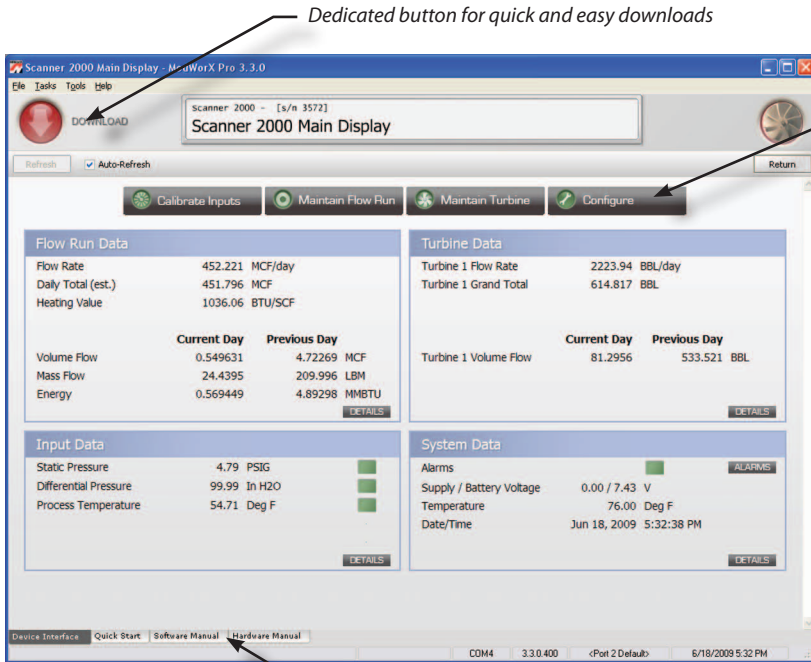 Dedicated button for quick and easy downloads
Scanner 2000 Main Display - ModWorX Pro 3.3.0
File Tasks Tools Help
DOWNLOAD
Scanner 2000 - [s/n 3572]
Scanner 2000 Main Display
Refresh Auto-Refresh Return
Calibrate Inputs Maintain Flow Run Maintain Turbine Configure
Flow Run Data
Flow Rate 452.221 MCF/day
Daily Total (est.) 451.796 MCF
Heating Value 1036.06 BTU/SCF
Current Day Previous Day
Volume Flow 0.549631 4.72269 MCF
Mass Flow 24.4395 209.996 LBM
Energy 0.569449 4.89298 MMBTU
DETAILS
Turbine Data
Turbine 1 Flow Rate 2223.94 BBL/day
Turbine 1 Grand Total 614.817 BBL
Current Day Previous Day
Turbine 1 Volume Flow 81.2956 533.521 BBL
DETAILS
Input Data
Static Pressure 4.79 PSIG
Differential Pressure 99.99 In H2O
Process Temperature 54.71 Deg F
DETAILS
System Data
Alarms ALARMS
Supply / Battery Voltage 0.00 / 7.43 V
Temperature 76.00 Deg F
Date/Time Jun 18, 2009 5:32:38 PM
DETAILS
Device Interface Quick Start Software Manual Hardware Manual
COM4 3.3.0.400 <Port 2 Default> 6/18/2009 5:32 PM